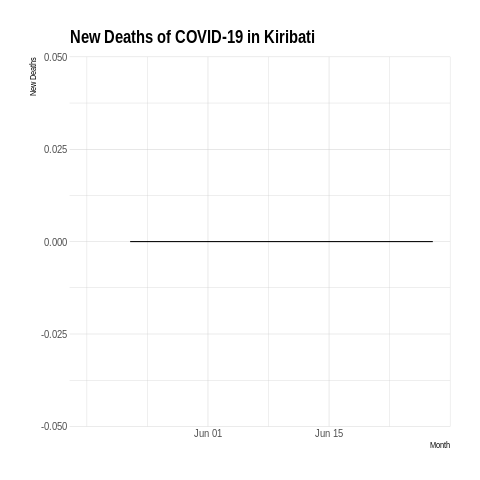 New Deaths of COVID-19 in Kiribati
New Deaths
0.050
0.025
0.000
-0.025
-0.050
Jun 01 Jun 15
Month